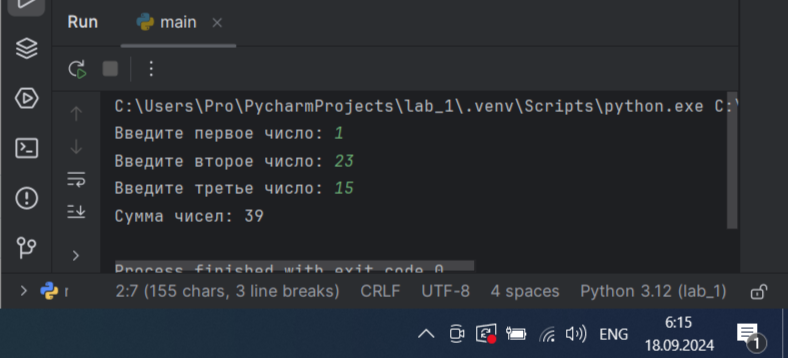 Run main
C:\Users\Pro\PycharmProjects\lab_1\.venv\Scripts\python.exe C:\
Введите первое число: 1
Введите второе число: 23
Введите третье число: 15
Сумма чисел: 39
Process finished with exit code 0
2:7 (155 chars, 3 line breaks) CRLF UTF-8 4 spaces Python 3.12 (lab_1)
ENG 6:15
18.09.2024 1